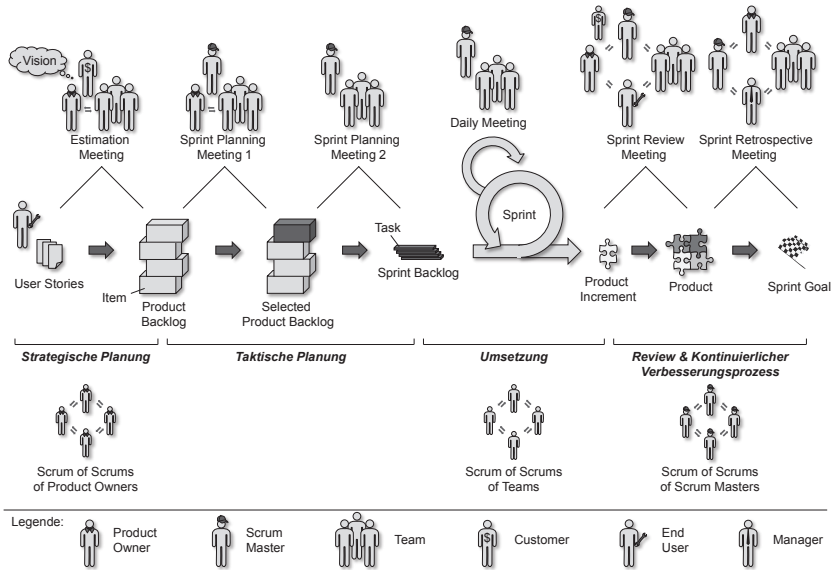 Vision
$
$
Estimation
Meeting
Sprint Planning
Meeting 1
Sprint Planning
Meeting 2
Daily Meeting
Sprint Review
Meeting
Sprint Retrospective
Meeting
User Stories
Item
Product
Backlog
Selected
Product Backlog
Task
Sprint Backlog
Sprint
Product
Increment
Product
Sprint Goal
Strategische Planung
Taktische Planung
Umsetzung
Review & Kontinuierlicher
Verbesserungsprozess
Scrum of Scrums
of Product Owners
Scrum of Scrums
of Teams
Scrum of Scrums
of Scrum Masters
Legende:
Product
Owner
Scrum
Master
Team
$
Customer
End
User
Manager